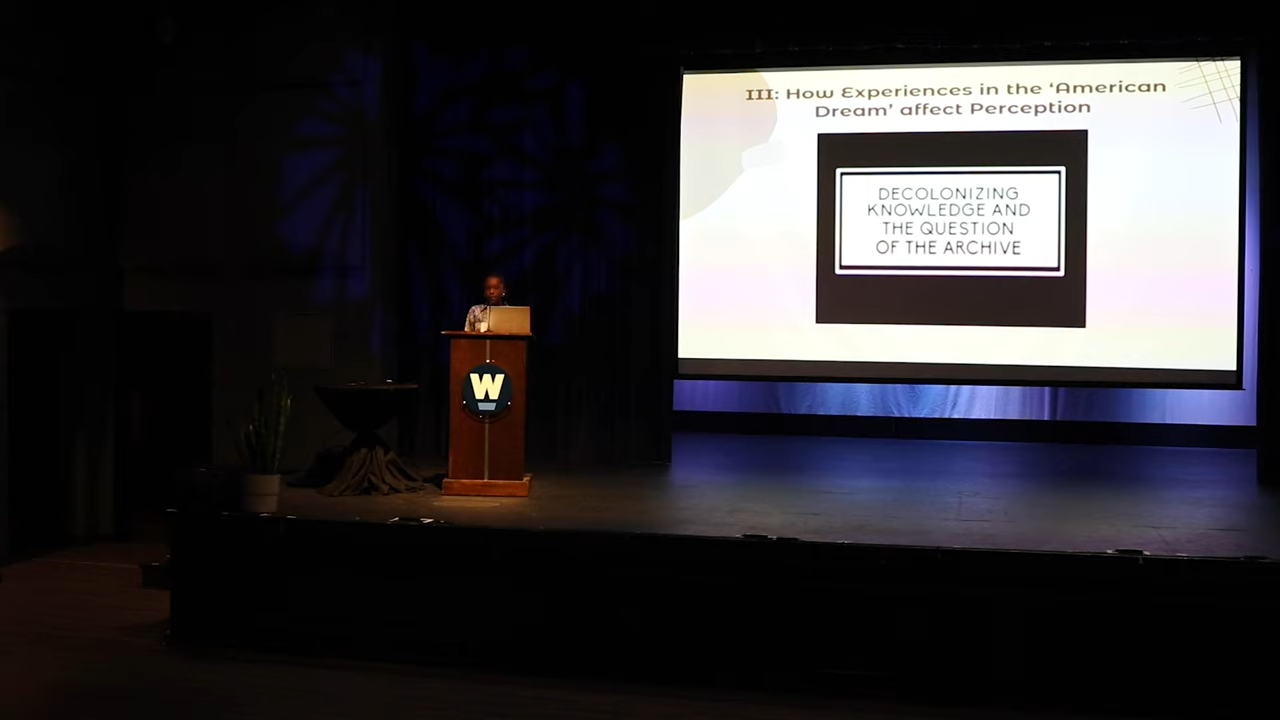 III: How Experiences in the ‘American
Dream’ affect Perception
DECOLONIZING
KNOWLEDGE AND
THE QUESTION
OF THE ARCHIVE
W